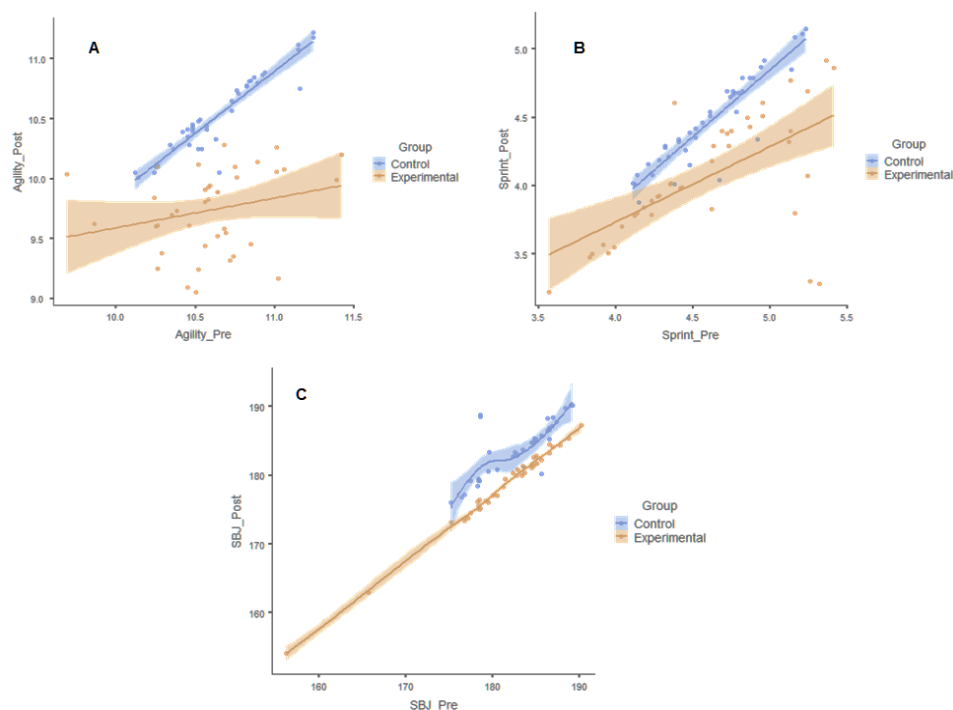 A
11.0
10.5
10.0
9.5
9.0
Agility_Post
10.0 10.5 11.0 11.5
Agility_Pre
Group
Control
Experimental
B
5.0
4.5
4.0
3.5
Sprint_Post
3.5 4.0 4.5 5.0 5.5
Sprint_Pre
Group
Control
Experimental
C
190
180
170
160
SBJ_Post
160 170 180 190
SBJ_Pre
Group
Control
Experimental